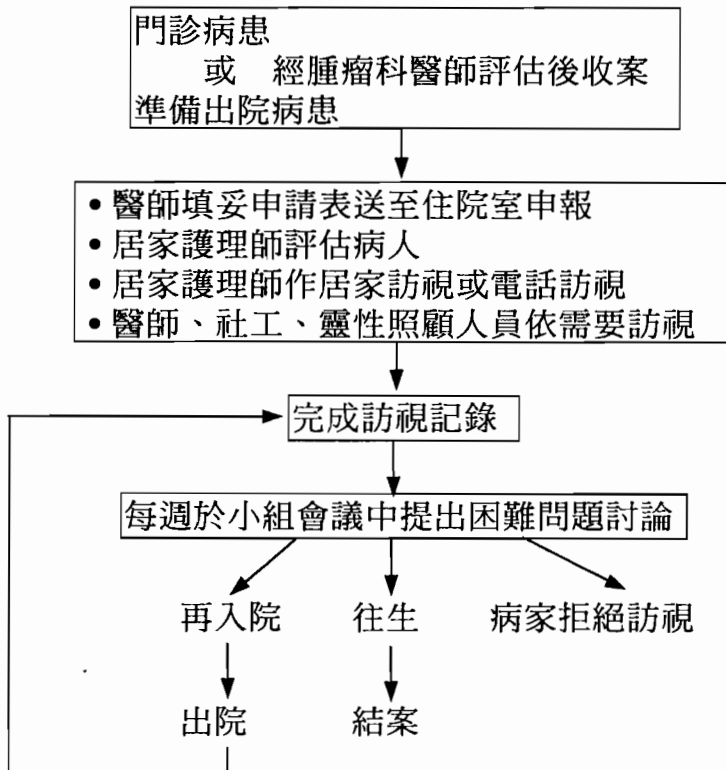 門診病患
或 經腫瘤科醫師評估後收案
準備出院病患
• 醫師填妥申請表送至住院室申報
• 居家護理師評估病人
• 居家護理師作居家訪視或電話訪視
• 醫師、社工、靈性照顧人員依需要訪視
完成訪視記錄
每週於小組會議中提出困難問題討論
再入院 往生 病家拒絕訪視
出院 結案